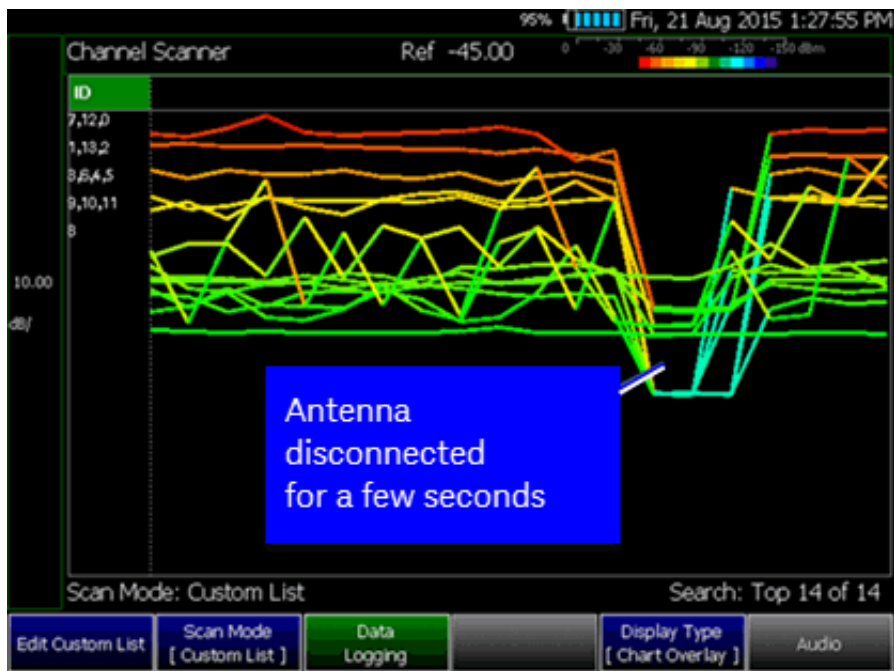 95% Fri, 21 Aug 2015 1:27:55 PM
Channel Scanner Ref -45.00 0 -30 -60 -90 -120 -150 dBm
ID
7,12,0
1,13,2
3,6,4,5
9,10,11
8
10.00
dB/
Antenna
disconnected
for a few seconds
Scan Mode: Custom List Search: Top 14 of 14
Edit Custom List Scan Mode [ Custom List ] Data Logging Display Type [ Chart Overlay ] Audio